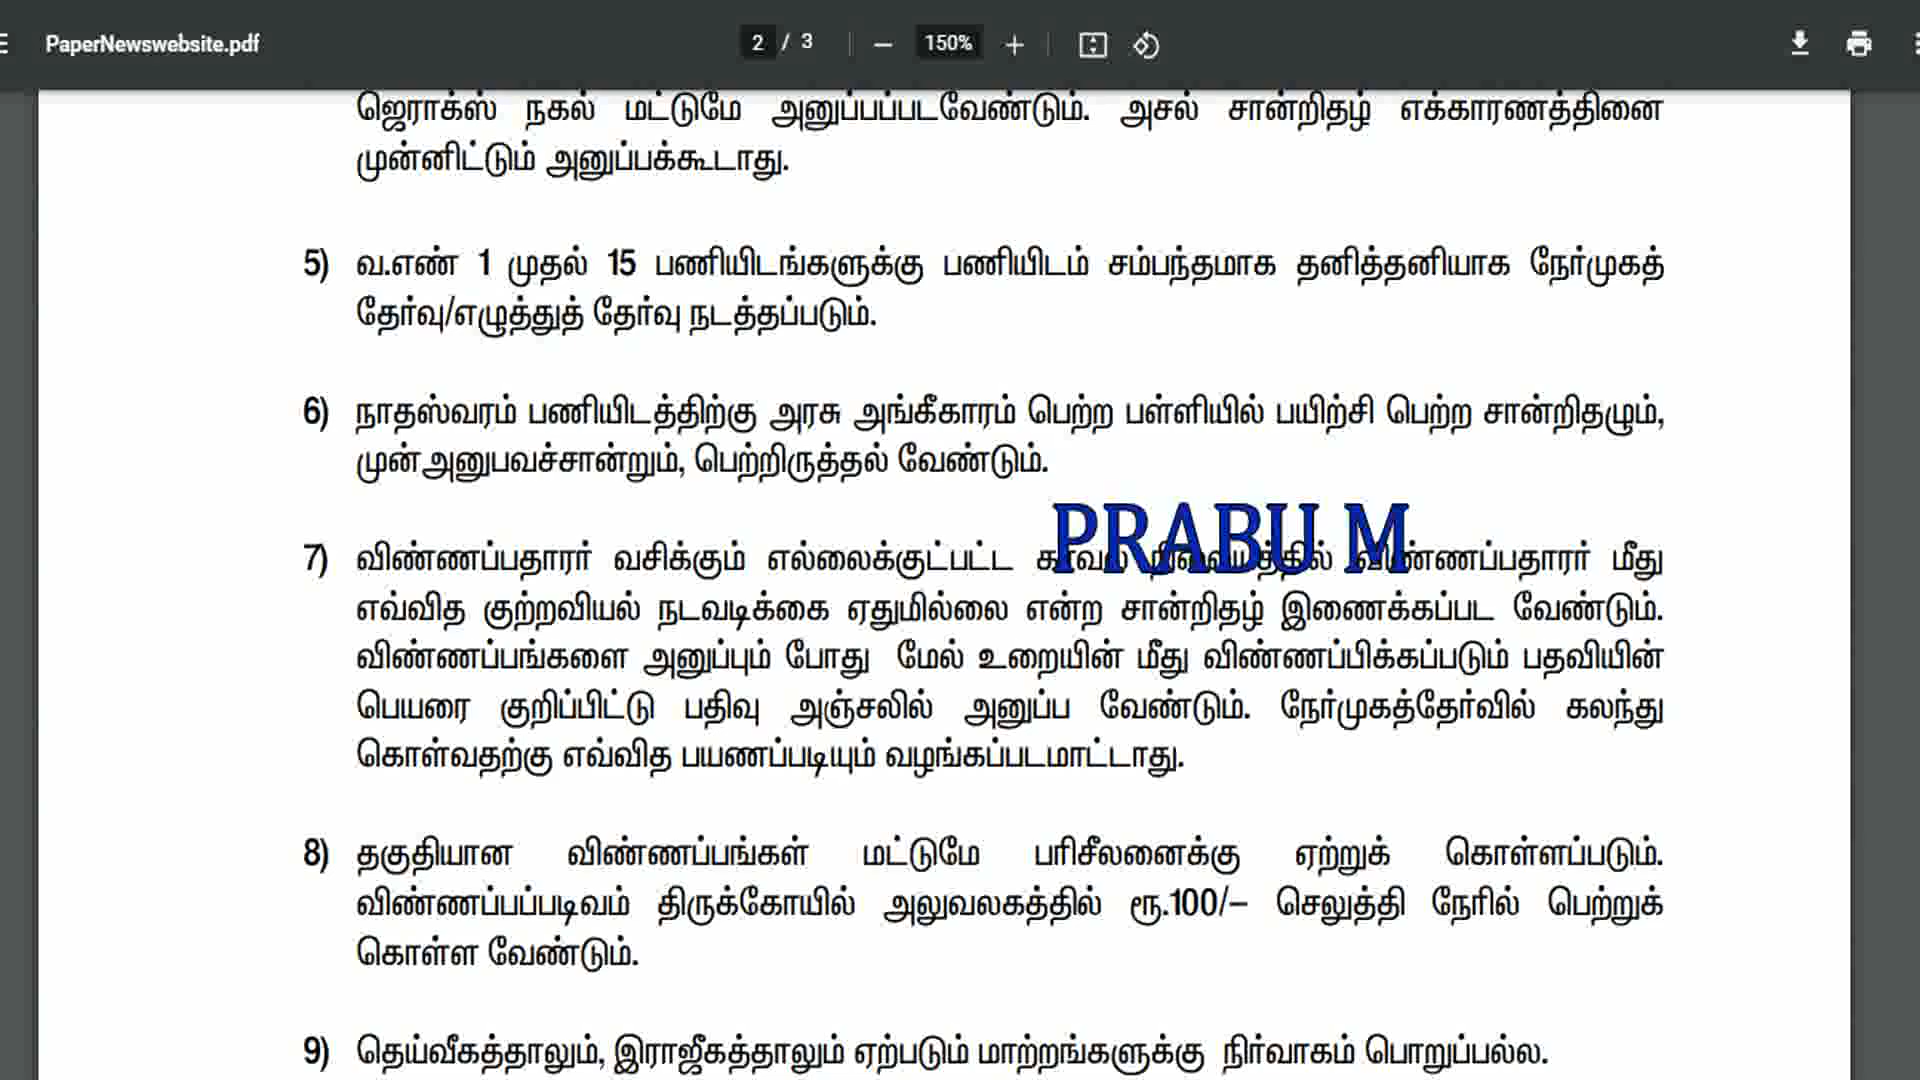 PaperNewswebsite.pdf 2 / 3 150%
ஜெராக்ஸ் நகல் மட்டுமே அனுப்பப்படவேண்டும். அசல் சான்றிதழ் எக்காரணத்தினை
முன்னிட்டும் அனுப்பக்கூடாது.
5) வ.எண் 1 முதல் 15 பணியிடங்களுக்கு பணியிடம் சம்பந்தமாக தனித்தனியாக நேர்முகத்
தேர்வு/எழுத்துத் தேர்வு நடத்தப்படும்.
6) நாதஸ்வரம் பணியிடத்திற்கு அரசு அங்கீகாரம் பெற்ற பள்ளியில் பயிற்சி பெற்ற சான்றிதழும்,
முன்அனுபவச்சான்றும், பெற்றிருத்தல் வேண்டும்.
PRABU M
7) விண்ணப்பதாரர் வசிக்கும் எல்லைக்குட்பட்ட காவல் நிலையத்தில் விண்ணப்பதாரர் மீது
எவ்வித குற்றவியல் நடவடிக்கை ஏதுமில்லை என்ற சான்றிதழ் இணைக்கப்பட வேண்டும்.
விண்ணப்பங்களை அனுப்பும் போது மேல் உறையின் மீது விண்ணப்பிக்கப்படும் பதவியின்
பெயரை குறிப்பிட்டு பதிவு அஞ்சலில் அனுப்ப வேண்டும். நேர்முகத்தேர்வில் கலந்து
கொள்வதற்கு எவ்வித பயணப்படியும் வழங்கப்படமாட்டாது.
8) தகுதியான விண்ணப்பங்கள் மட்டுமே பரிசீலனைக்கு ஏற்றுக் கொள்ளப்படும்.
விண்ணப்பப்படிவம் திருக்கோயில் அலுவலகத்தில் ரூ.100/– செலுத்தி நேரில் பெற்றுக்
கொள்ள வேண்டும்.
9) தெய்வீகத்தாலும், இராஜீகத்தாலும் ஏற்படும் மாற்றங்களுக்கு நிர்வாகம் பொறுப்பல்ல.